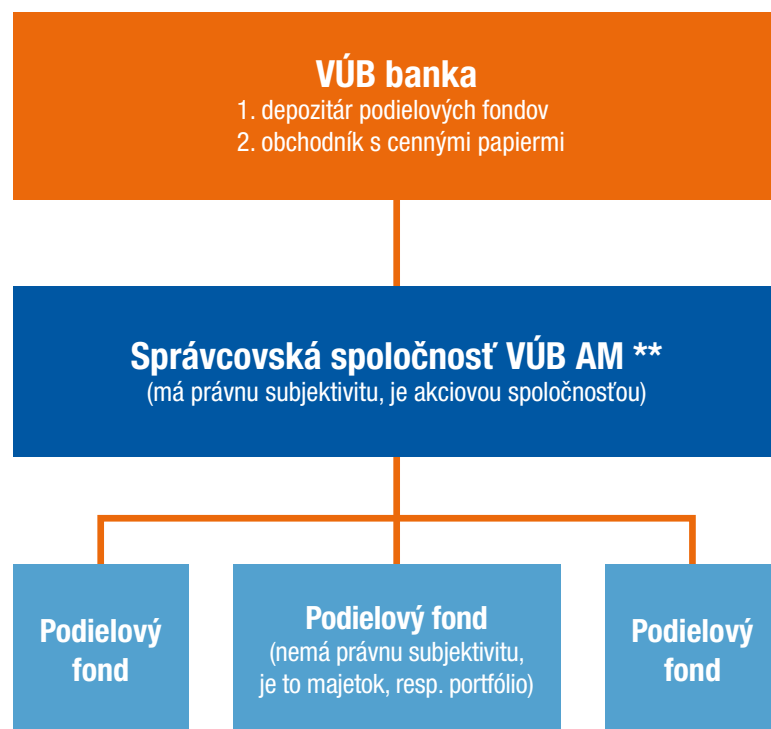 VÚB banka
1. depozitár podielových fondov
2. obchodník s cennými papiermi
Správcovská spoločnosť VÚB AM **
(má právnu subjektivitu, je akciovou spoločnosťou)
Podielový
fond
Podielový fond
(nemá právnu subjektivitu,
je to majetok, resp. portfólio)
Podielový
fond